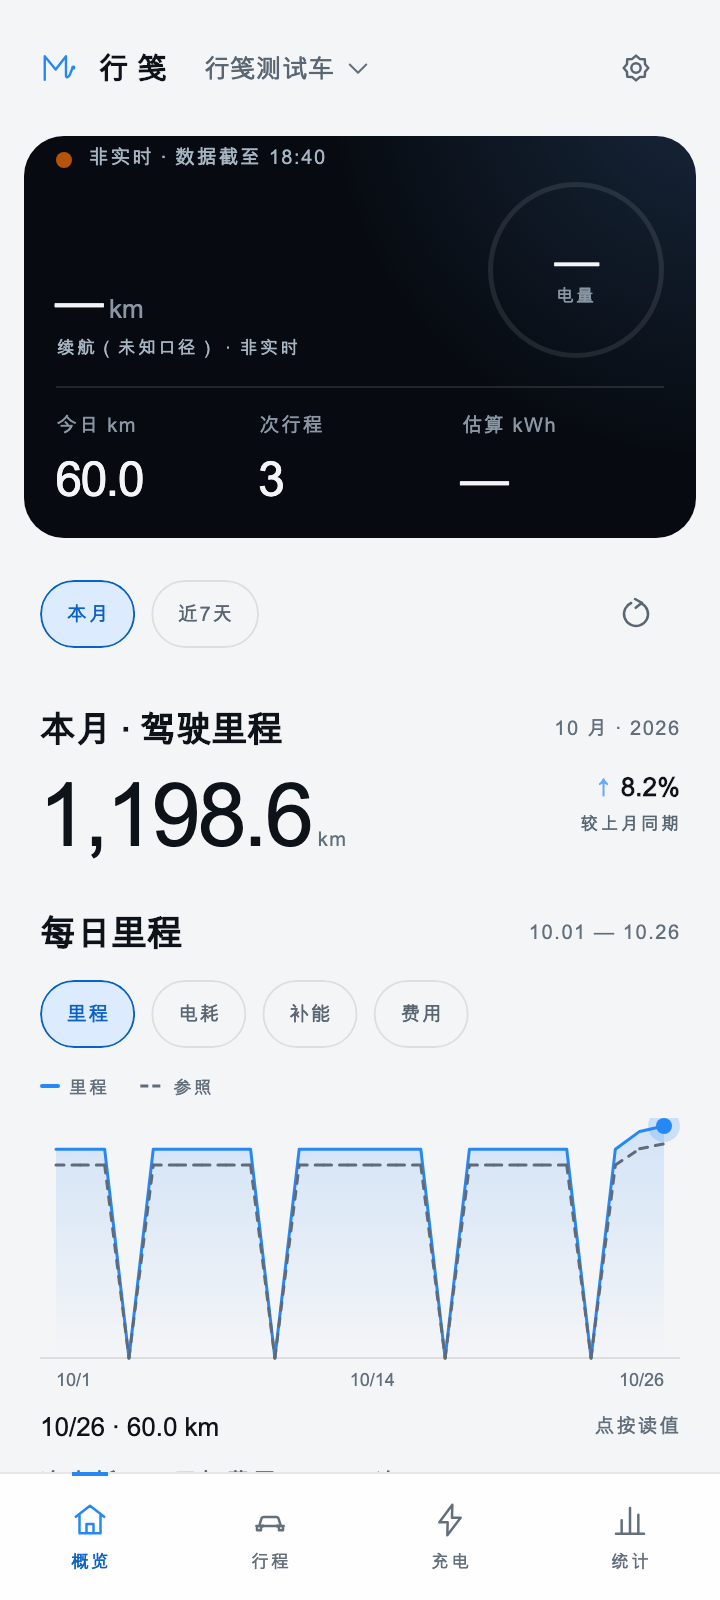 行笺 行笺测试车
非实时 · 数据截至 18:40
—
电量
— km
续航（未知口径） · 非实时
今日 km 次行程 估算 kWh
60.0 3 —
本月 近7天
本月 · 驾驶里程 10 月 · 2026
1,198.6 km ↑ 8.2%
较上月同期
每日里程 10.01 — 10.26
里程 电耗 补能 费用
里程 参照
10/1 10/14 10/26
10/26 · 60.0 km 点按读值
概览 行程 充电 统计